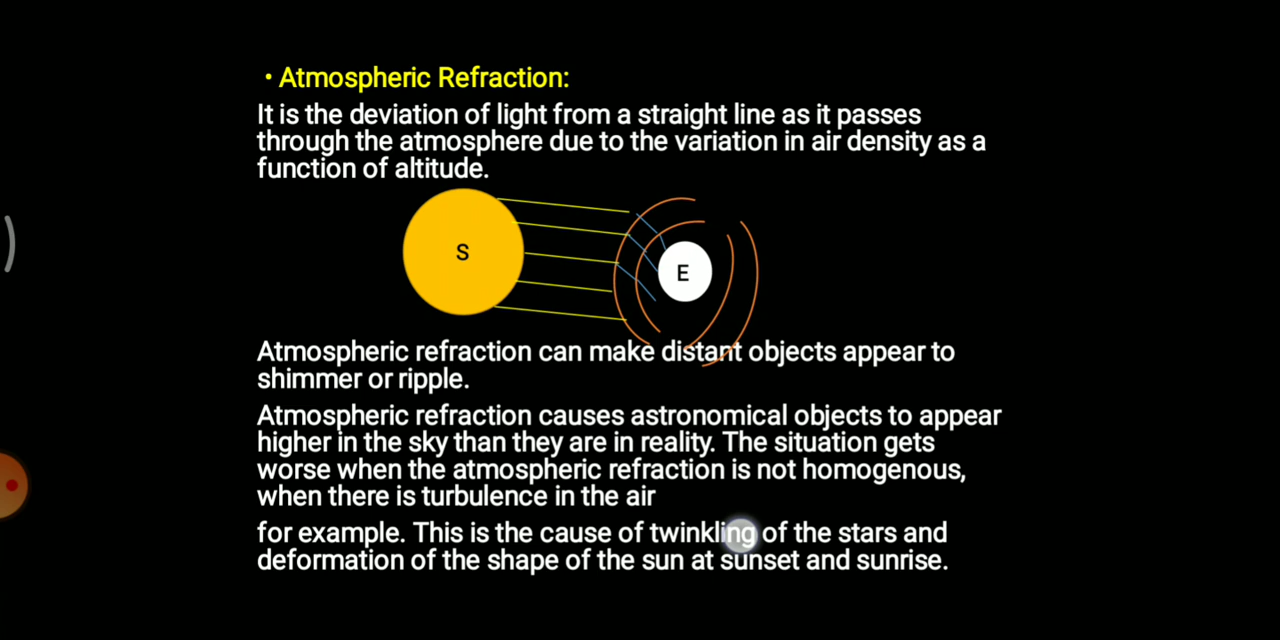 • Atmospheric Refraction:
It is the deviation of light from a straight line as it passes
through the atmosphere due to the variation in air density as a
function of altitude.
S
E
Atmospheric refraction can make distant objects appear to
shimmer or ripple.
Atmospheric refraction causes astronomical objects to appear
higher in the sky than they are in reality. The situation gets
worse when the atmospheric refraction is not homogenous,
when there is turbulence in the air
for example. This is the cause of twinkling of the stars and
deformation of the shape of the sun at sunset and sunrise.